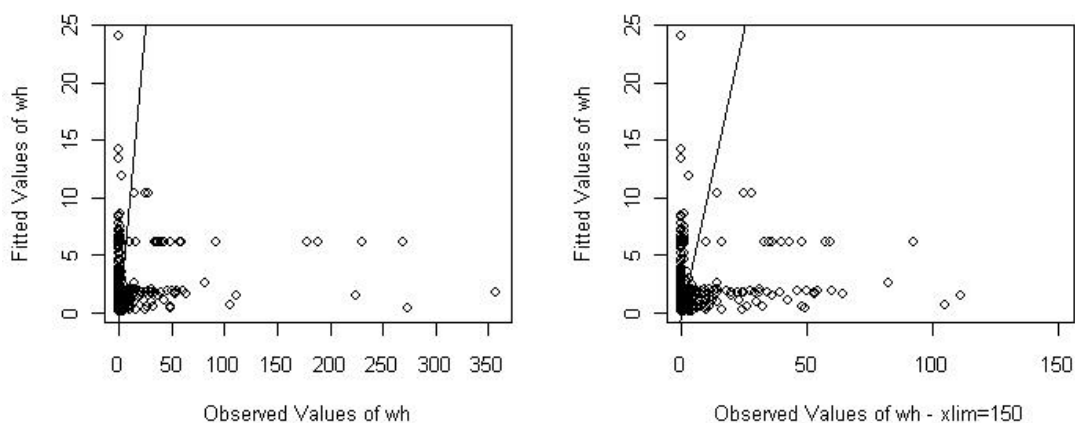 Fitted Values of wh
25
20
15
10
5
0
0 50 100 150 200 250 300 350
Observed Values of wh
Fitted Values of wh
25
20
15
10
5
0
0 50 100 150
Observed Values of wh - xlim=150